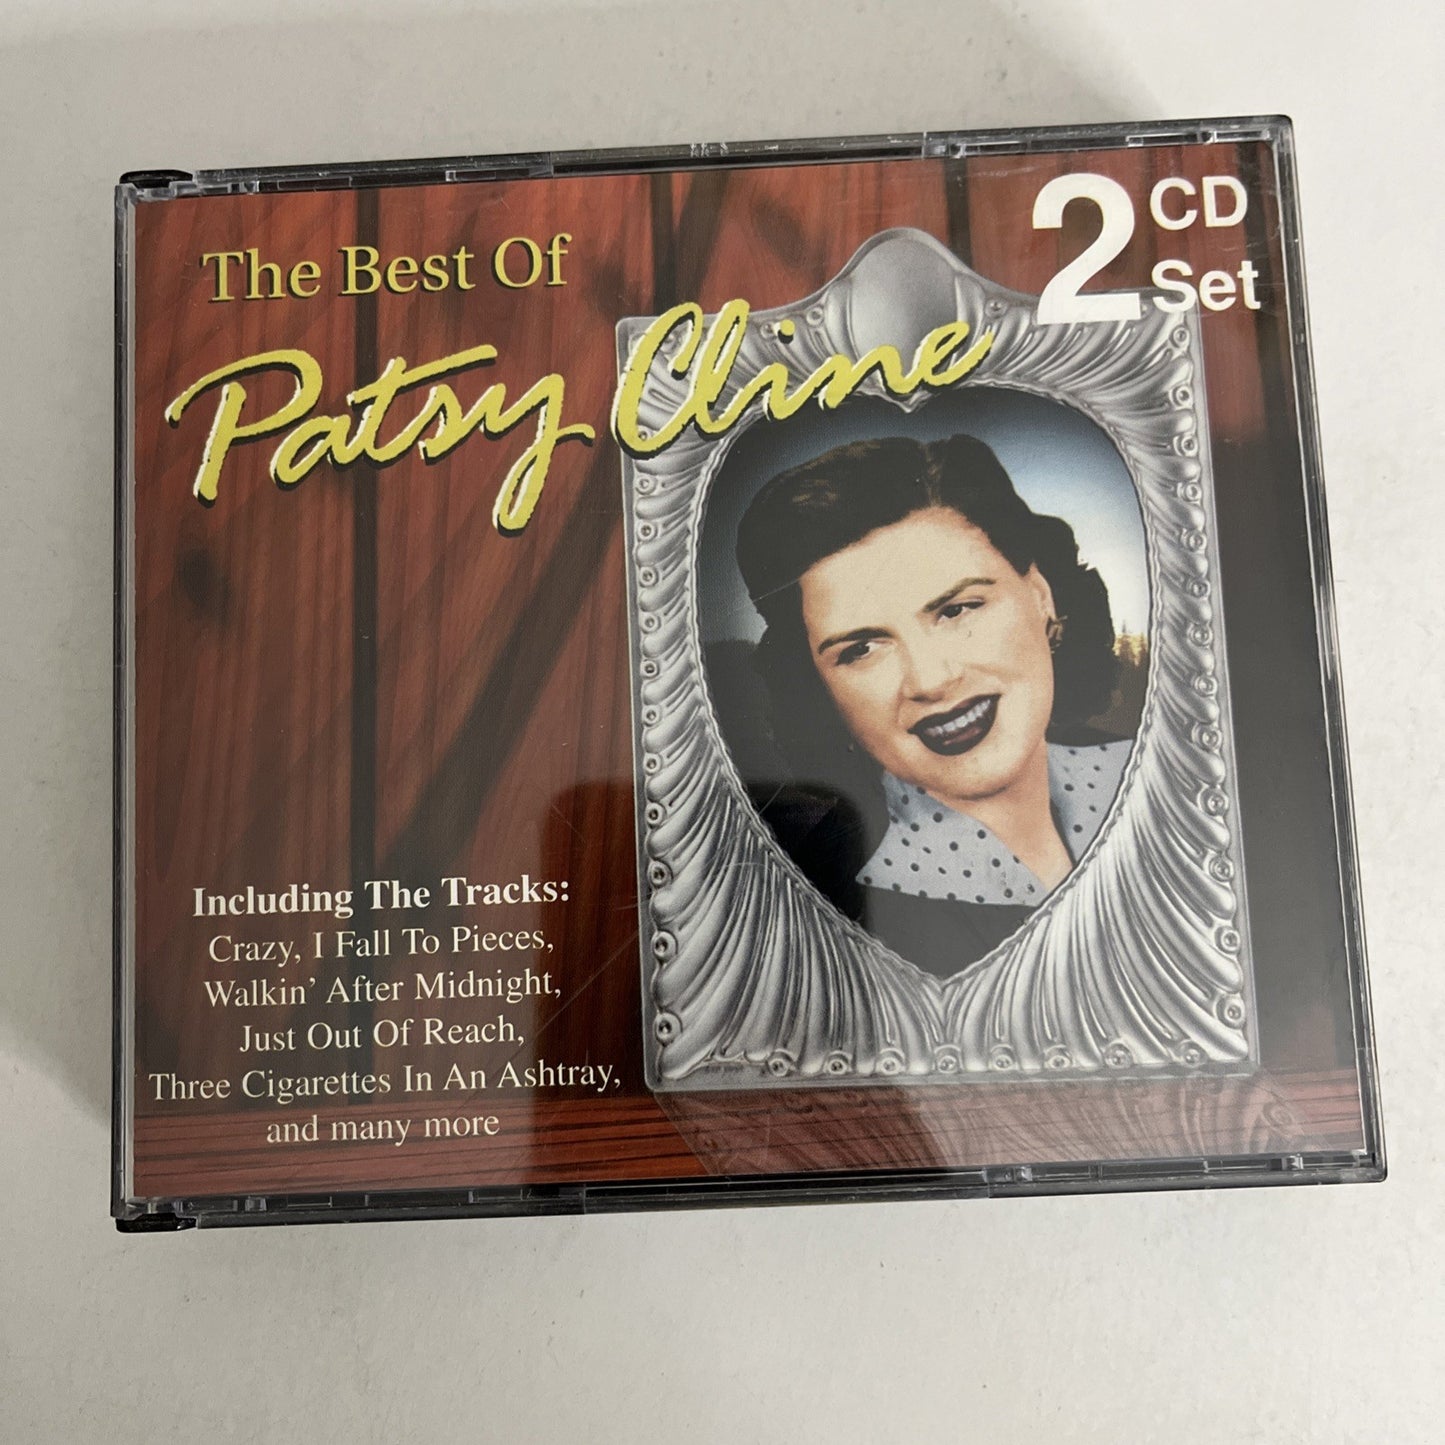 The Best Of
Patsy Cline
2 CD
Set
Including The Tracks:
Crazy, I Fall To Pieces,
Walkin' After Midnight,
Just Out Of Reach,
Three Cigarettes In An Ashtray,
and many more